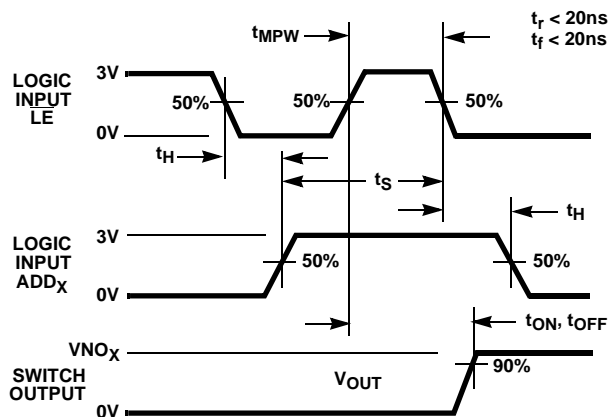 tr < 20ns
tf < 20ns
tMPW
LOGIC
INPUT
LE
3V
0V
50%
50%
50%
tH
tS
tH
LOGIC
INPUT
ADDX
3V
0V
50%
50%
tON, tOFF
SWITCH
OUTPUT
VNOX
0V
VOUT
90%